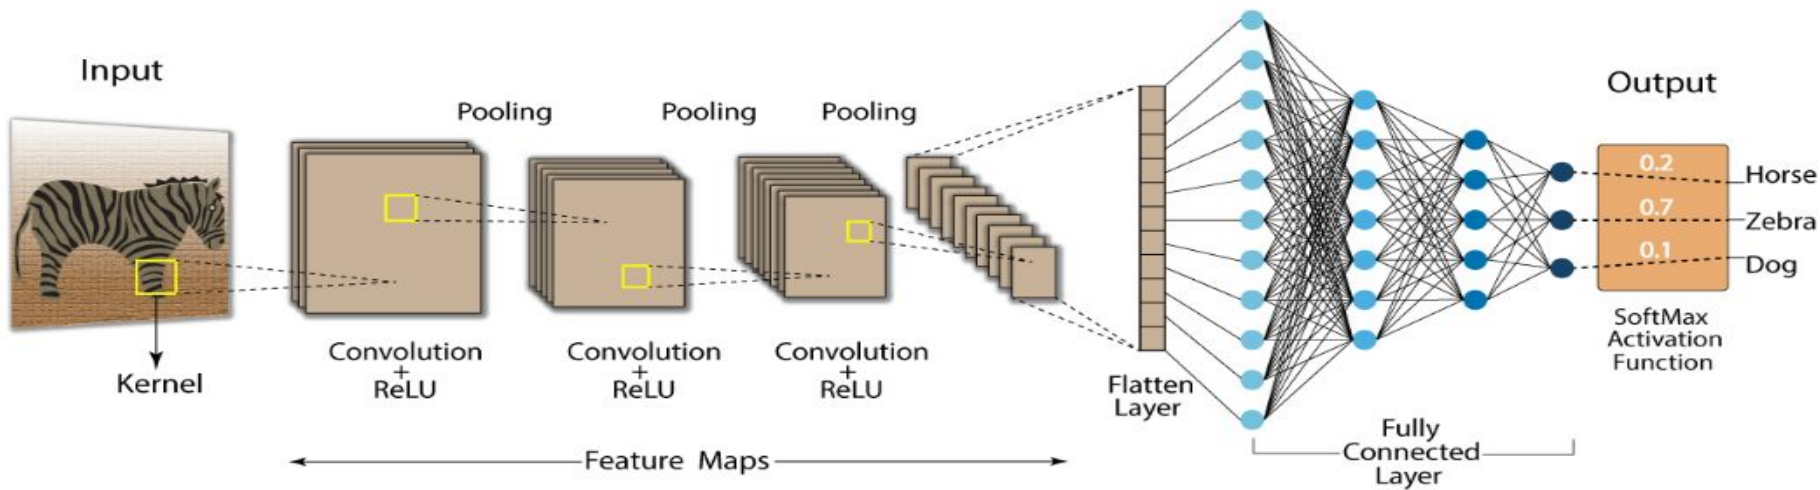 Input
Kernel
Pooling
Pooling
Pooling
Convolution
+
ReLU
Convolution
+
ReLU
Convolution
+
ReLU
Feature Maps
Flatten
Layer
Fully
Connected
Layer
Output
0.2
Horse
0.7
Zebra
0.1
Dog
SoftMax
Activation
Function